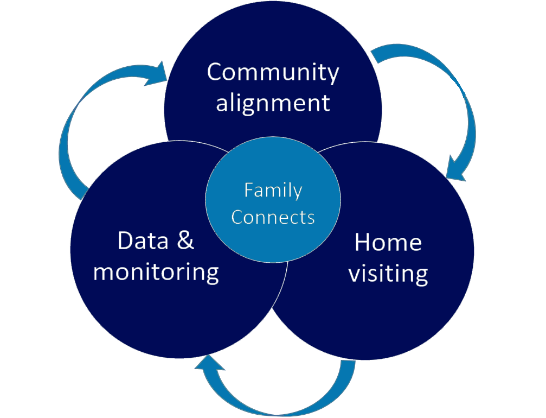 Community
alignment
Family
Connects
Data &
monitoring
Home
visiting